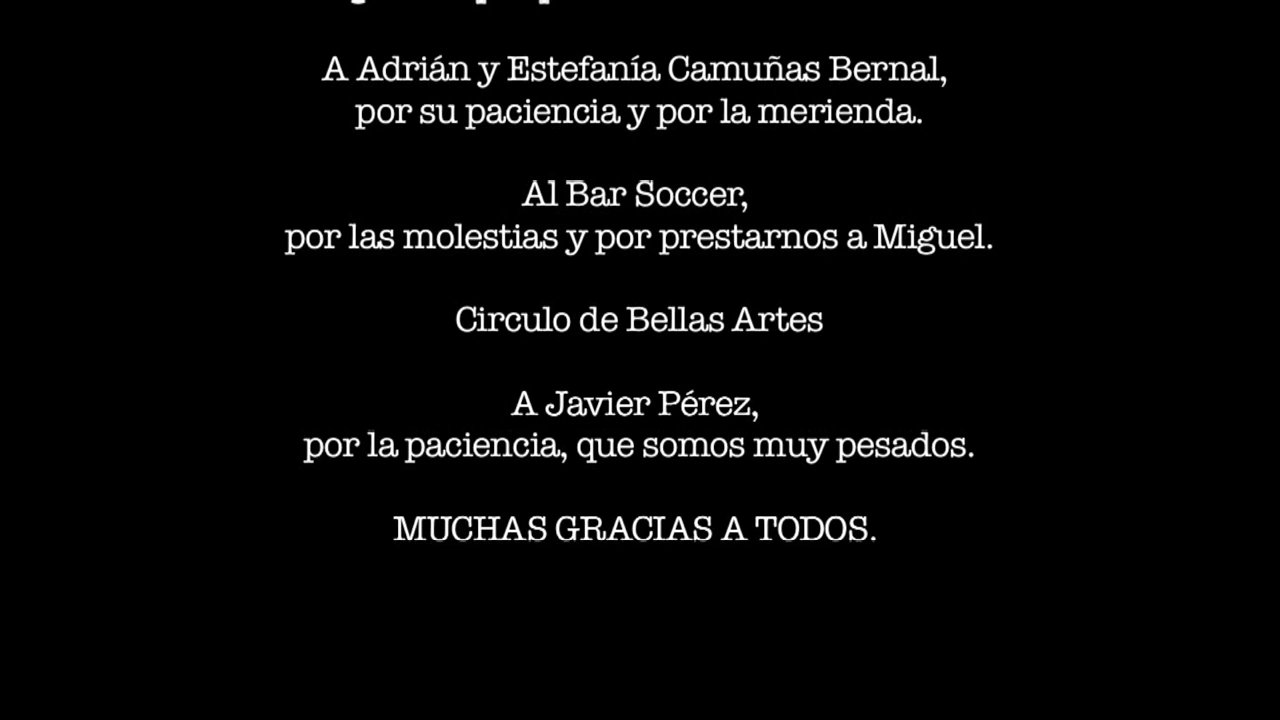 A Adrián y Estefanía Camuñas Bernal,
por su paciencia y por la merienda.
Al Bar Soccer,
por las molestias y por prestarnos a Miguel.
Circulo de Bellas Artes
A Javier Pérez,
por la paciencia, que somos muy pesados.
MUCHAS GRACIAS A TODOS.